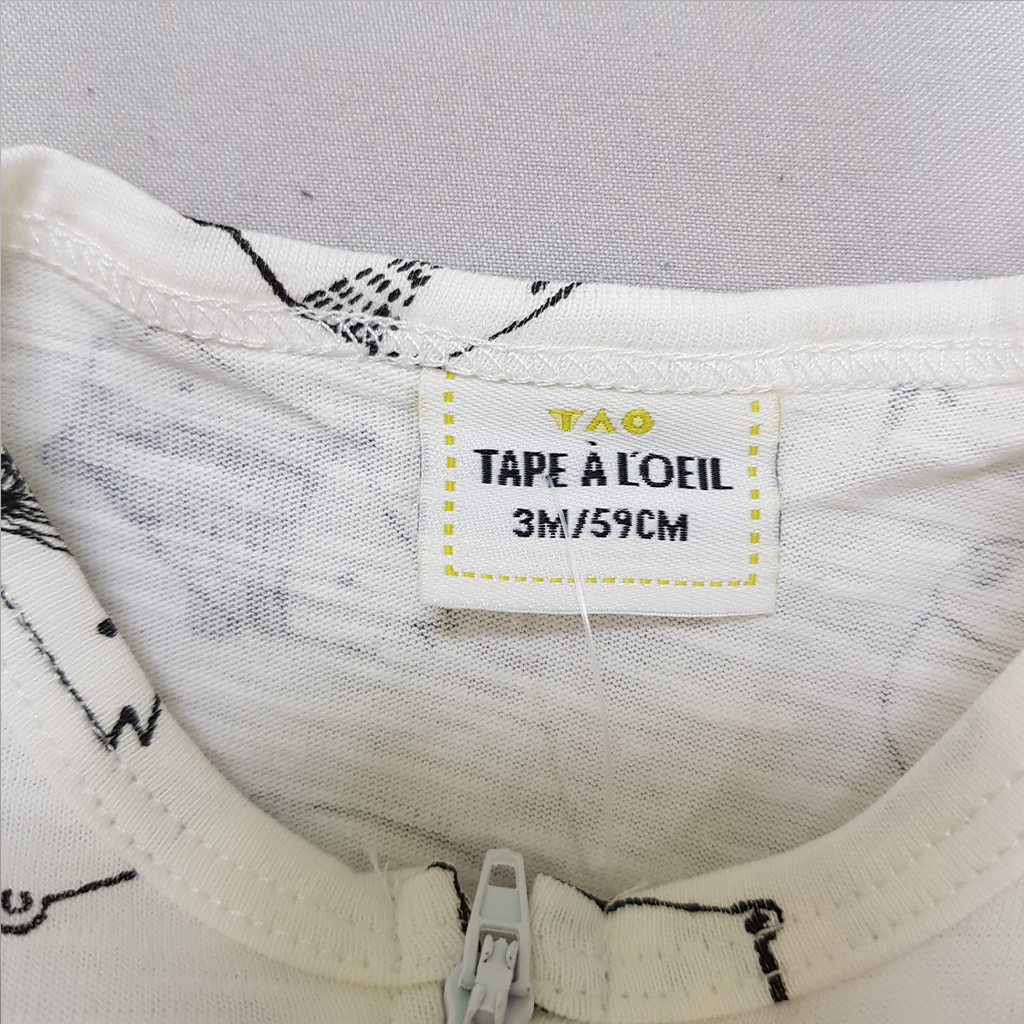 TAO
TAPE À L'OEIL
3M/59CM